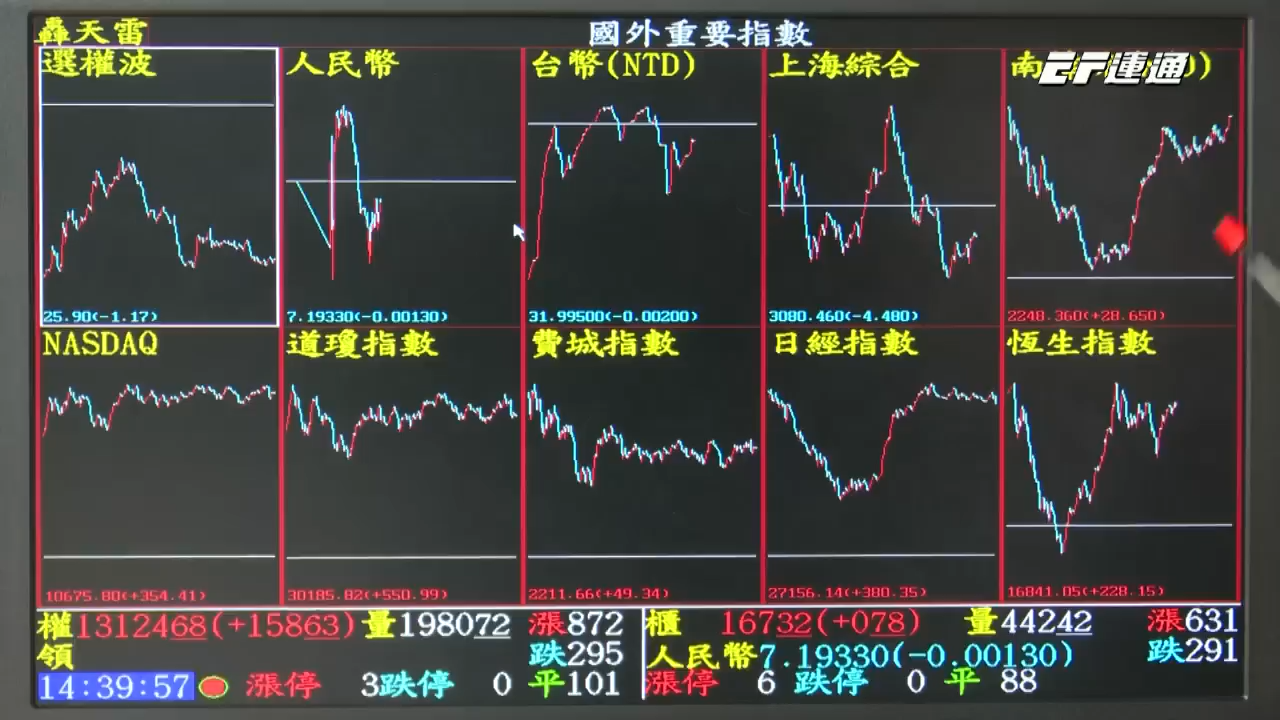 轟天雷 國外重要指數
EF連通
選權波 人民幣 台幣(NTD) 上海綜合 南
25.90(-1.17) 7.19330(-0.00130) 31.99500(-0.00200) 3080.460(-4.480) 2248.360(+28.650)
NASDAQ 道瓊指數 費城指數 日經指數 恆生指數
10675.80(+354.41) 30185.82(+550.99) 2211.66(+49.34) 27156.14(+380.35) 16841.05(+228.15)
權1312468(+15863) 量198072 漲872 櫃 16732(+078) 量44242 漲631
領 跌295 人民幣7.19330(-0.00130) 跌291
14:39:57 漲停 3跌停 0 平101 漲停 6 跌停 0 平 88